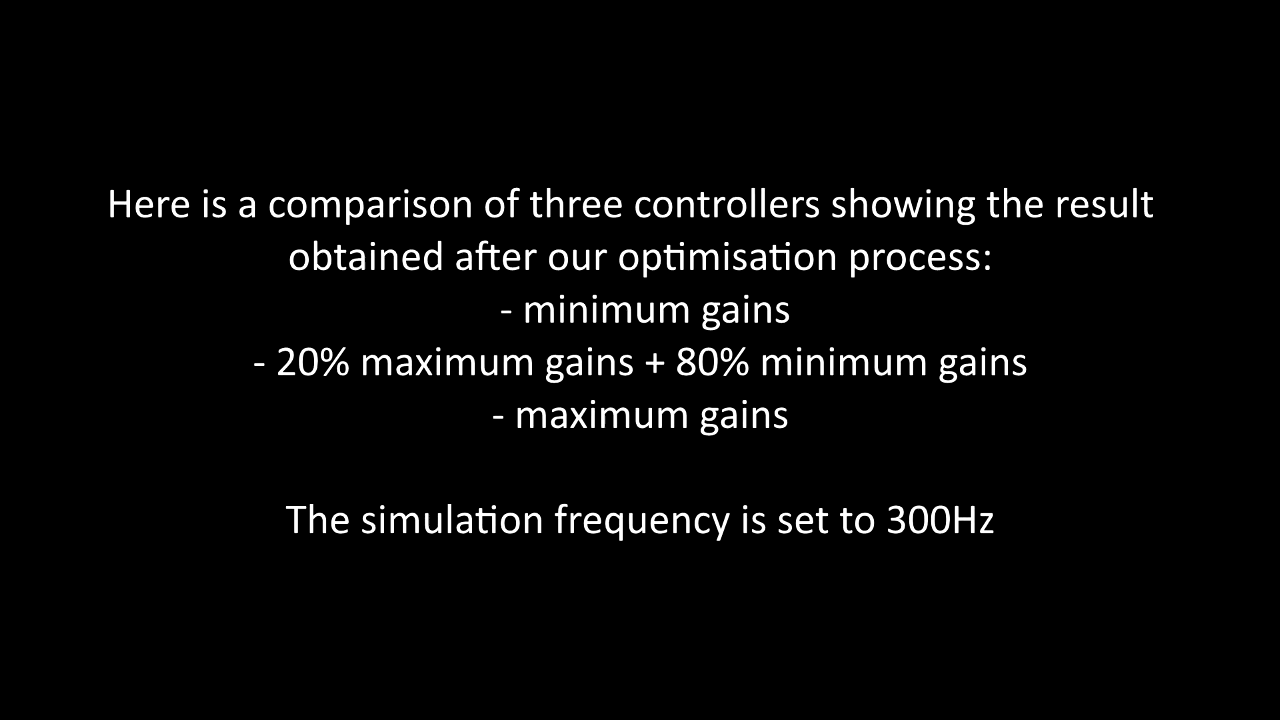 Here is a comparison of three controllers showing the result
obtained after our optimisation process:
- minimum gains
- 20% maximum gains + 80% minimum gains
- maximum gains
The simulation frequency is set to 300Hz